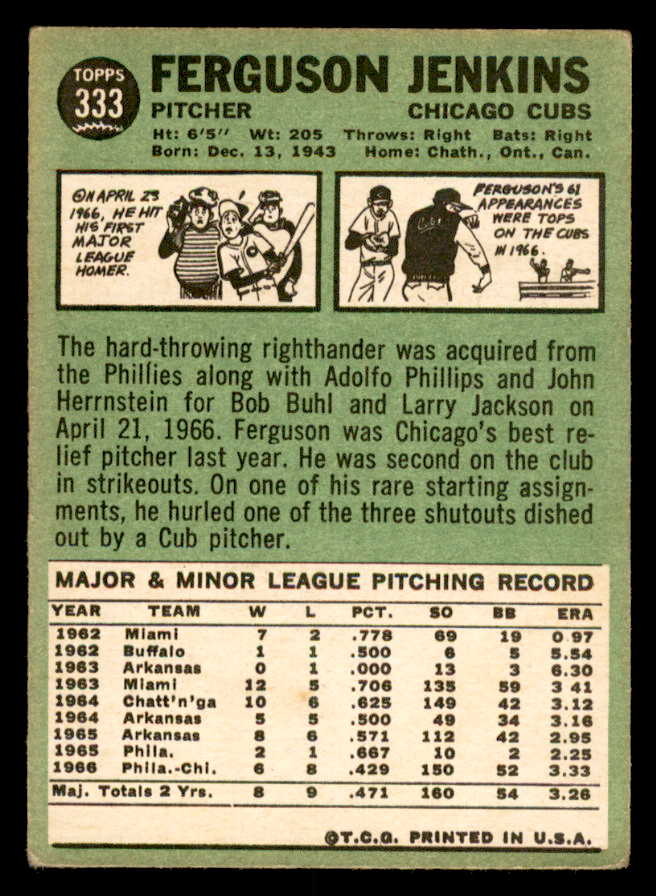 TOPPS
333
FERGUSON JENKINS
PITCHER CHICAGO CUBS
Ht: 6'5" Wt: 205 Throws: Right Bats: Right
Born: Dec. 13, 1943 Home: Chath., Ont., Can.
ON APRIL 23
1966, HE HIT
HIS FIRST
MAJOR
LEAGUE
HOMER.
C
FERGUSON'S 61
APPEARANCES
WERE TOPS
ON THE CUBS
IN 1966.
Cubs
The hard-throwing righthander was acquired from
the Phillies along with Adolfo Phillips and John
Herrnstein for Bob Buhl and Larry Jackson on
April 21, 1966. Ferguson was Chicago's best re-
lief pitcher last year. He was second on the club
in strikeouts. On one of his rare starting assign-
ments, he hurled one of the three shutouts dished
out by a Cub pitcher.
MAJOR & MINOR LEAGUE PITCHING RECORD
YEAR TEAM W L PCT. SO BB ERA
1962 Miami 7 2 .778 69 19 0.97
1962 Buffalo 1 1 .500 6 5 5.54
1963 Arkansas 0 1 .000 13 3 6.30
1963 Miami 12 5 .706 135 59 3 41
1964 Chatt'n'ga 10 6 .625 149 42 3.12
1964 Arkansas 5 5 .500 49 34 3.16
1965 Arkansas 8 6 .571 112 42 2.95
1965 Phila. 2 1 .667 10 2 2.25
1966 Phila.-Chi. 6 8 .429 150 52 3.33
Maj. Totals 2 Yrs. 8 9 .471 160 54 3.26
©T.C.G. PRINTED IN U.S.A.